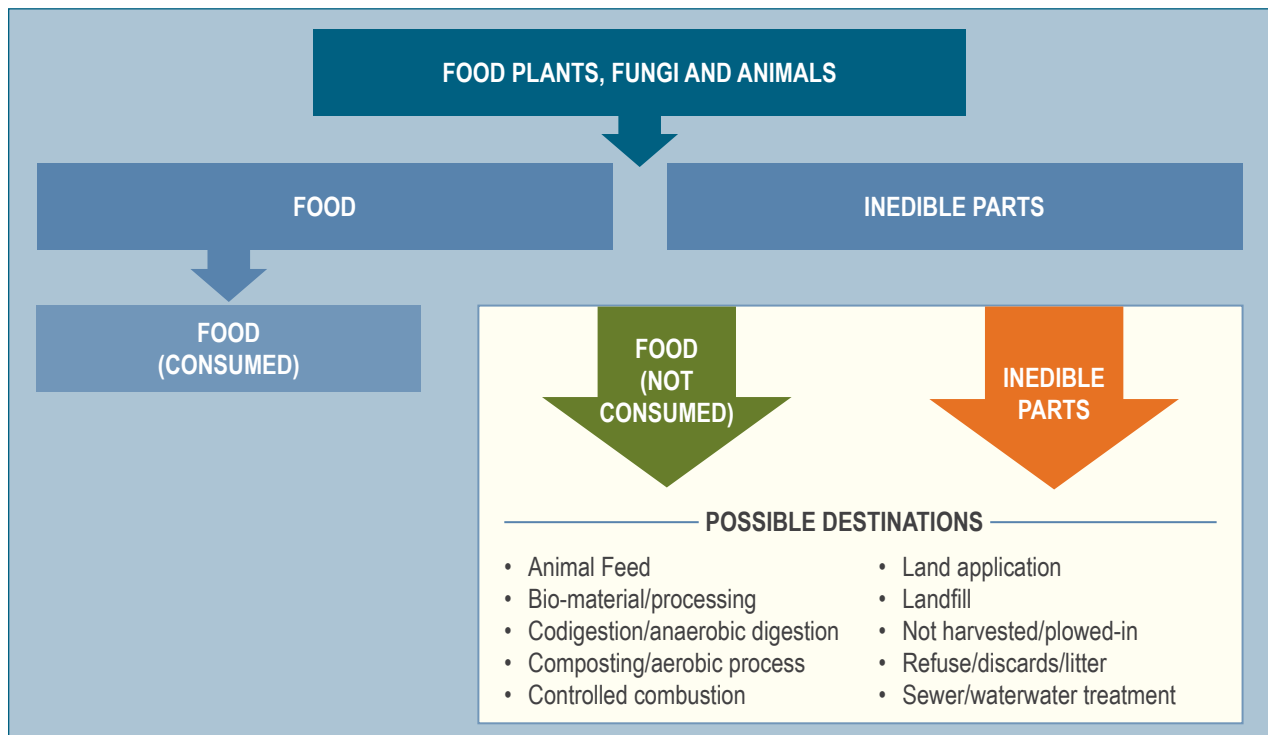 FOOD PLANTS, FUNGI AND ANIMALS
FOOD
INEDIBLE PARTS
FOOD
(CONSUMED)
FOOD
(NOT
CONSUMED)
INEDIBLE
PARTS
POSSIBLE DESTINATIONS
• Animal Feed
• Bio-material/processing
• Codigestion/anaerobic digestion
• Composting/aerobic process
• Controlled combustion
• Land application
• Landfill
• Not harvested/plowed-in
• Refuse/discards/litter
• Sewer/waterwater treatment